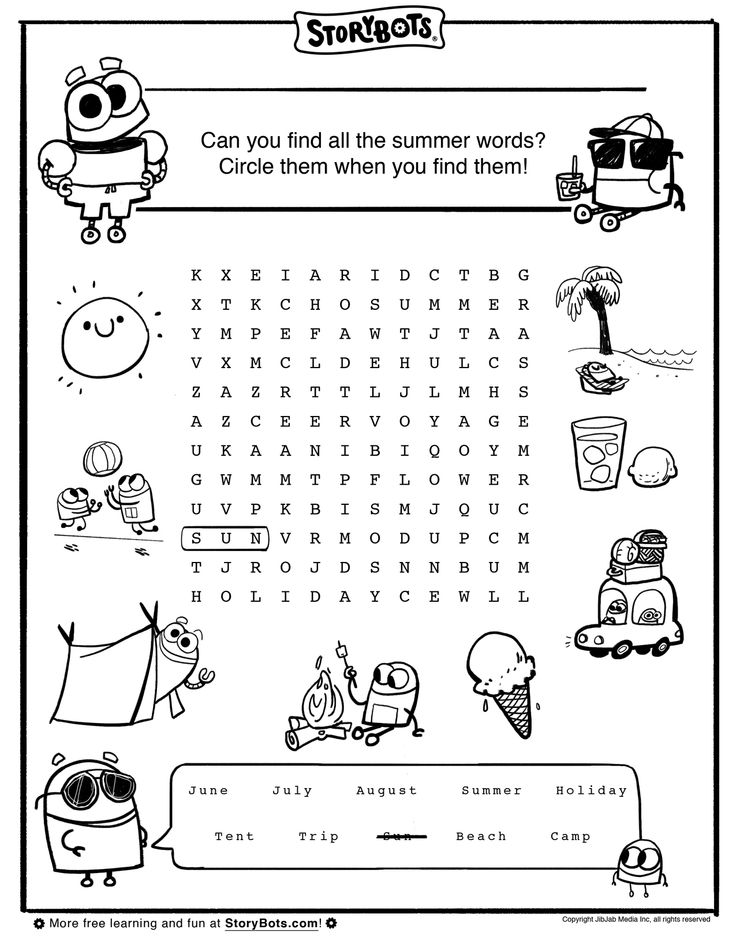 STORYBOTS®
Can you find all the summer words?
Circle them when you find them!
K X E I A R I D C T B G
X T K C H O S U M M E R
Y M P E F A W T J T A A
V X M C L D E H U L C S
Z A Z R T T L J L M H S
A Z C E E R V O Y A G E
U K A A N I B I Q O Y M
G W M M T P F L O W E R
U V P K B I S M J Q U C
S U N V R M O D U P C M
T J R O J D S N N B U M
H O L I D A Y C E W L L
June July August Summer Holiday
Tent Trip Sun Beach Camp
More free learning and fun at StoryBots.com!
Copyright JibJab Media Inc, all rights reserved